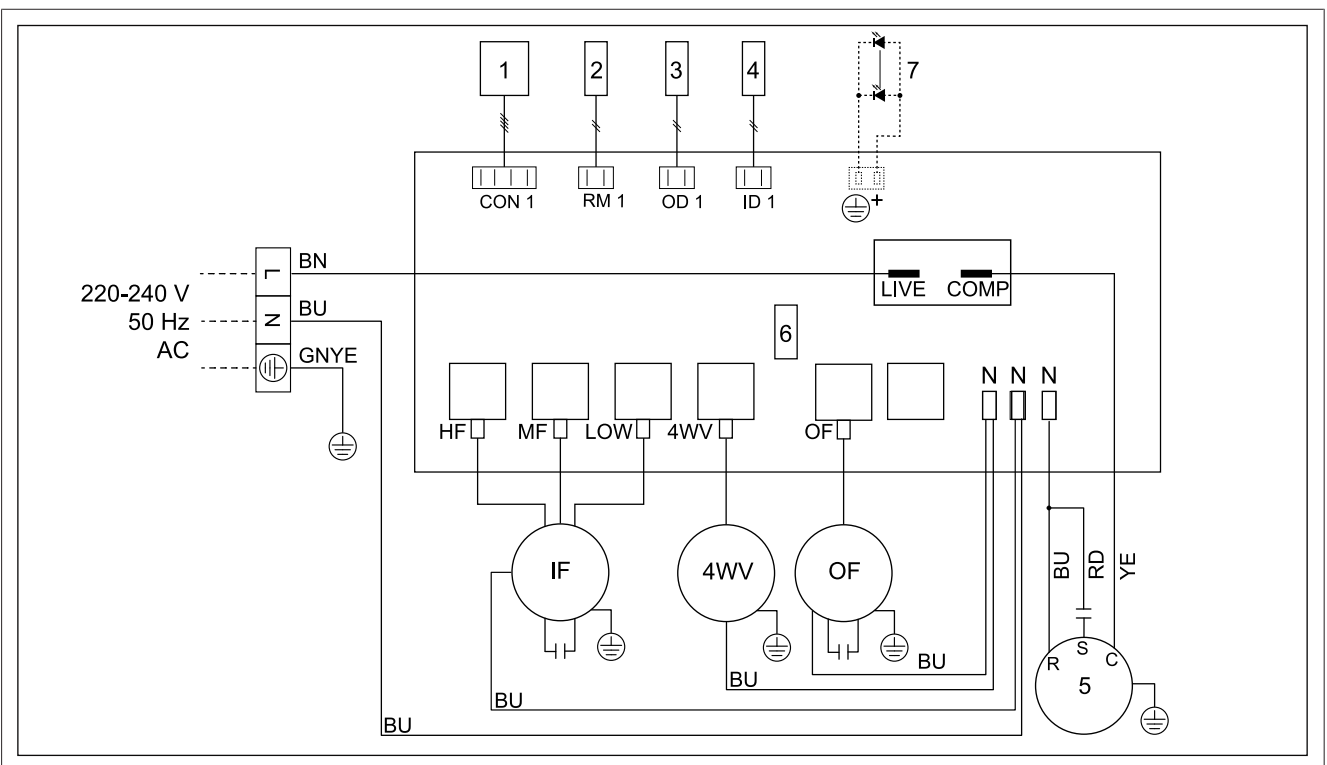 1 2 3 4 7
CON 1 RM 1 OD 1 ID 1 +
220-240 V
50 Hz
AC
L BN
N BU
GNYE
LIVE COMP
6
N N N
HF MF LOW 4WV OF
IF 4WV OF
BU RD YE
R S C
5
BU
BU
BU
BU